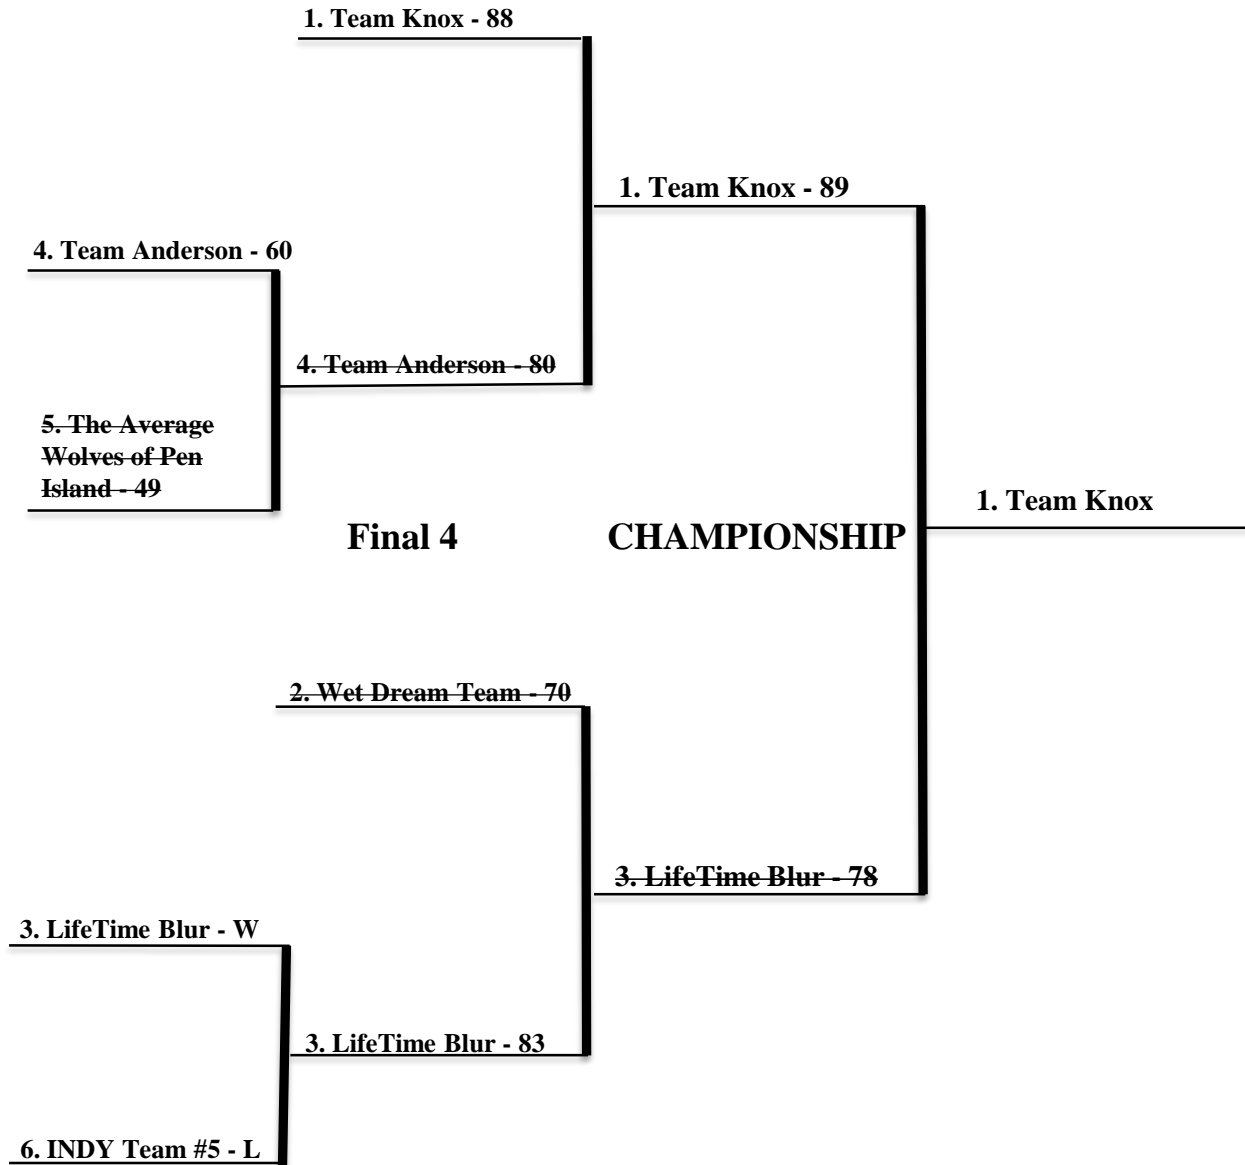 1. Team Knox - 88
1. Team Knox - 89
4. Team Anderson - 60
4. Team Anderson - 80
5. The Average
Wolves of Pen
Island - 49
1. Team Knox
Final 4
CHAMPIONSHIP
2. Wet Dream Team - 70
3. LifeTime Blur - 78
3. LifeTime Blur - W
3. LifeTime Blur - 83
6. INDY Team #5 - L